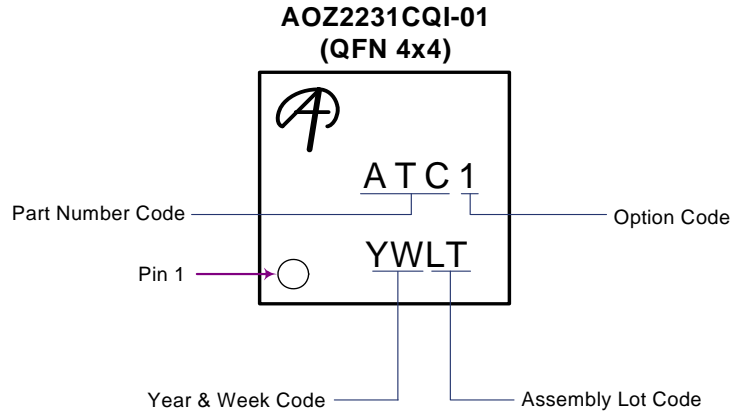 AOZ2231CQI-01
(QFN 4x4)
ATC1
Part Number Code
Option Code
YWLT
Pin 1
Year & Week Code
Assembly Lot Code